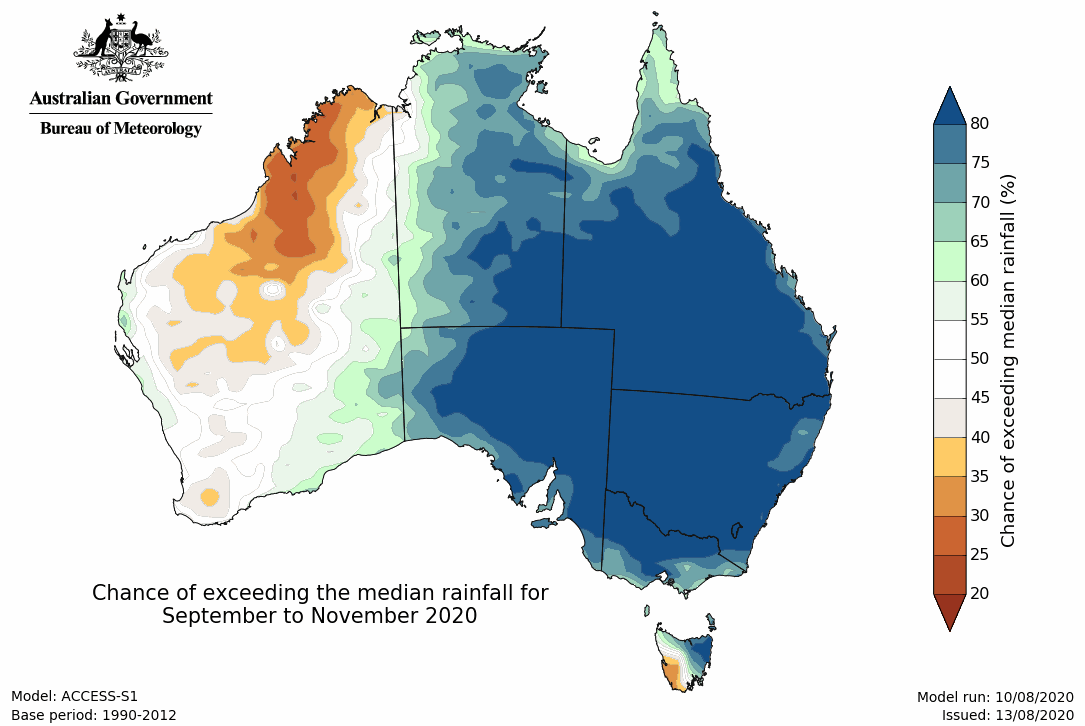 Australian Government
Bureau of Meteorology
80
75
70
65
60
55
50
45
40
35
30
25
20
Chance of exceeding median rainfall (%)
Chance of exceeding the median rainfall for
September to November 2020
Model: ACCESS-S1
Base period: 1990-2012
Model run: 10/08/2020
Issued: 13/08/2020